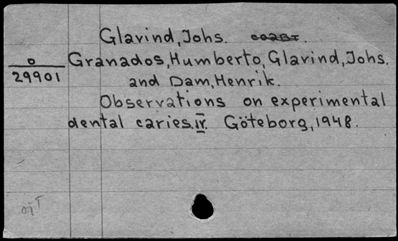 Glavind, Johs.
o
29901
Granados, Humberto, Glavind, Johs.
and Dam, Henrik.
Observations on experimental
dental caries. IV. Göteborg, 1948.